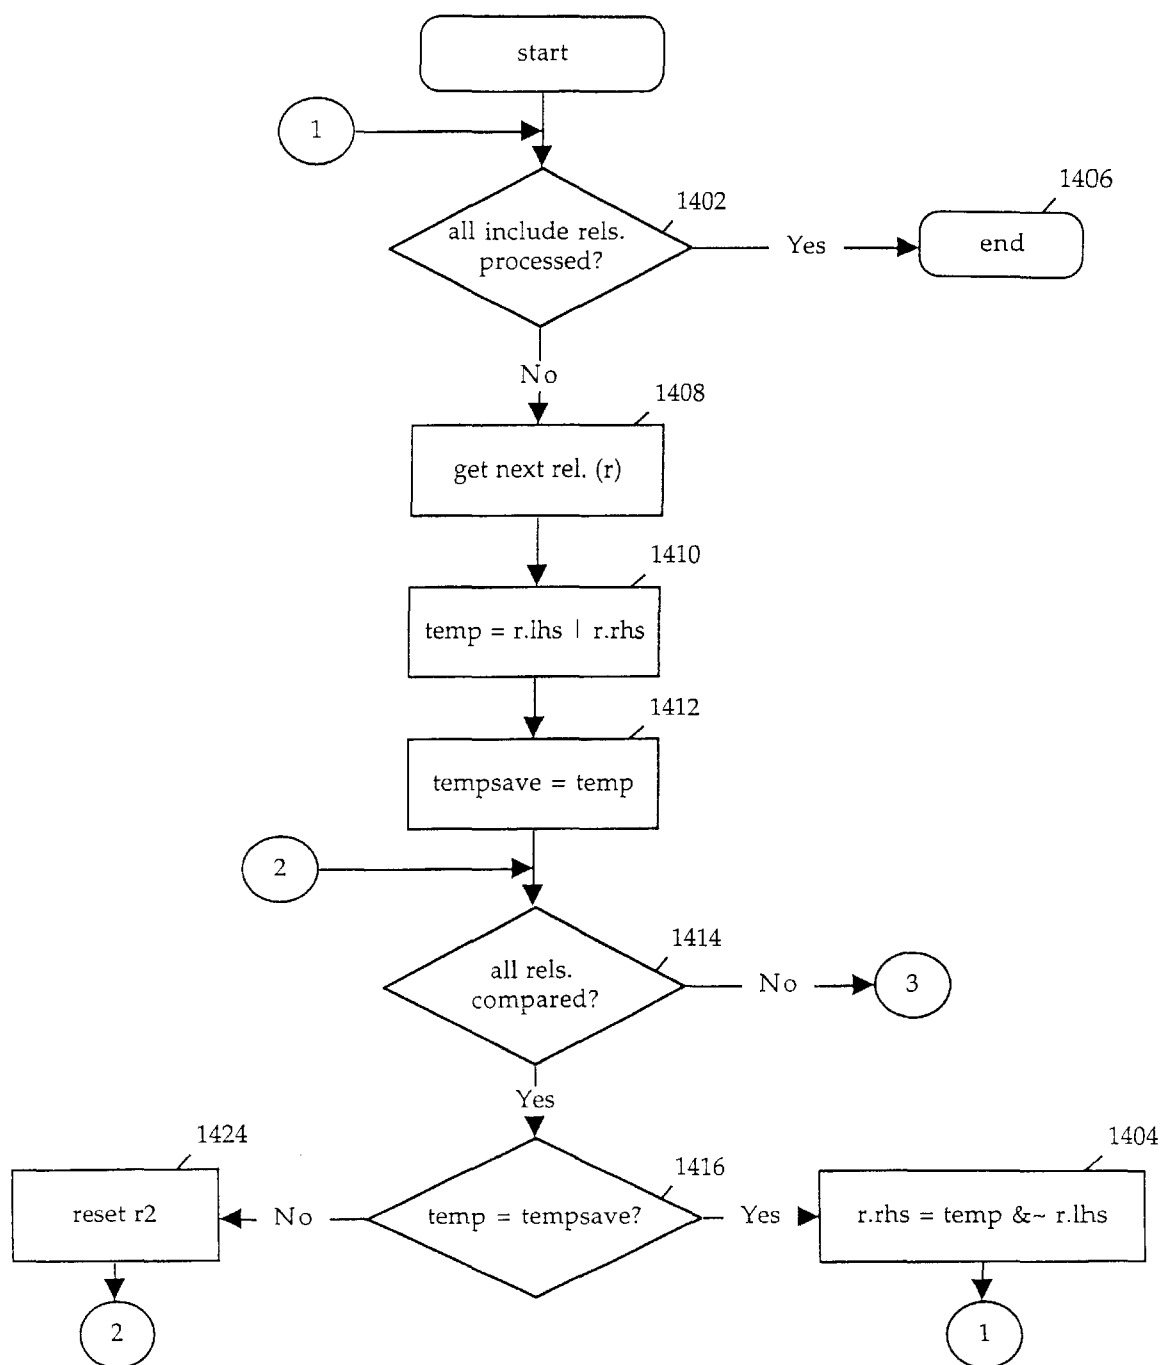 start
1
1402
1406
all include rels.
processed?
Yes
end
No
1408
get next rel. (r)
1410
temp = r.lhs | r.rhs
1412
tempsave = temp
2
1414
all rels.
compared?
No
3
Yes
1424
1416
1404
reset r2
No
temp = tempsave?
Yes
r.rhs = temp &~ r.lhs
2
1